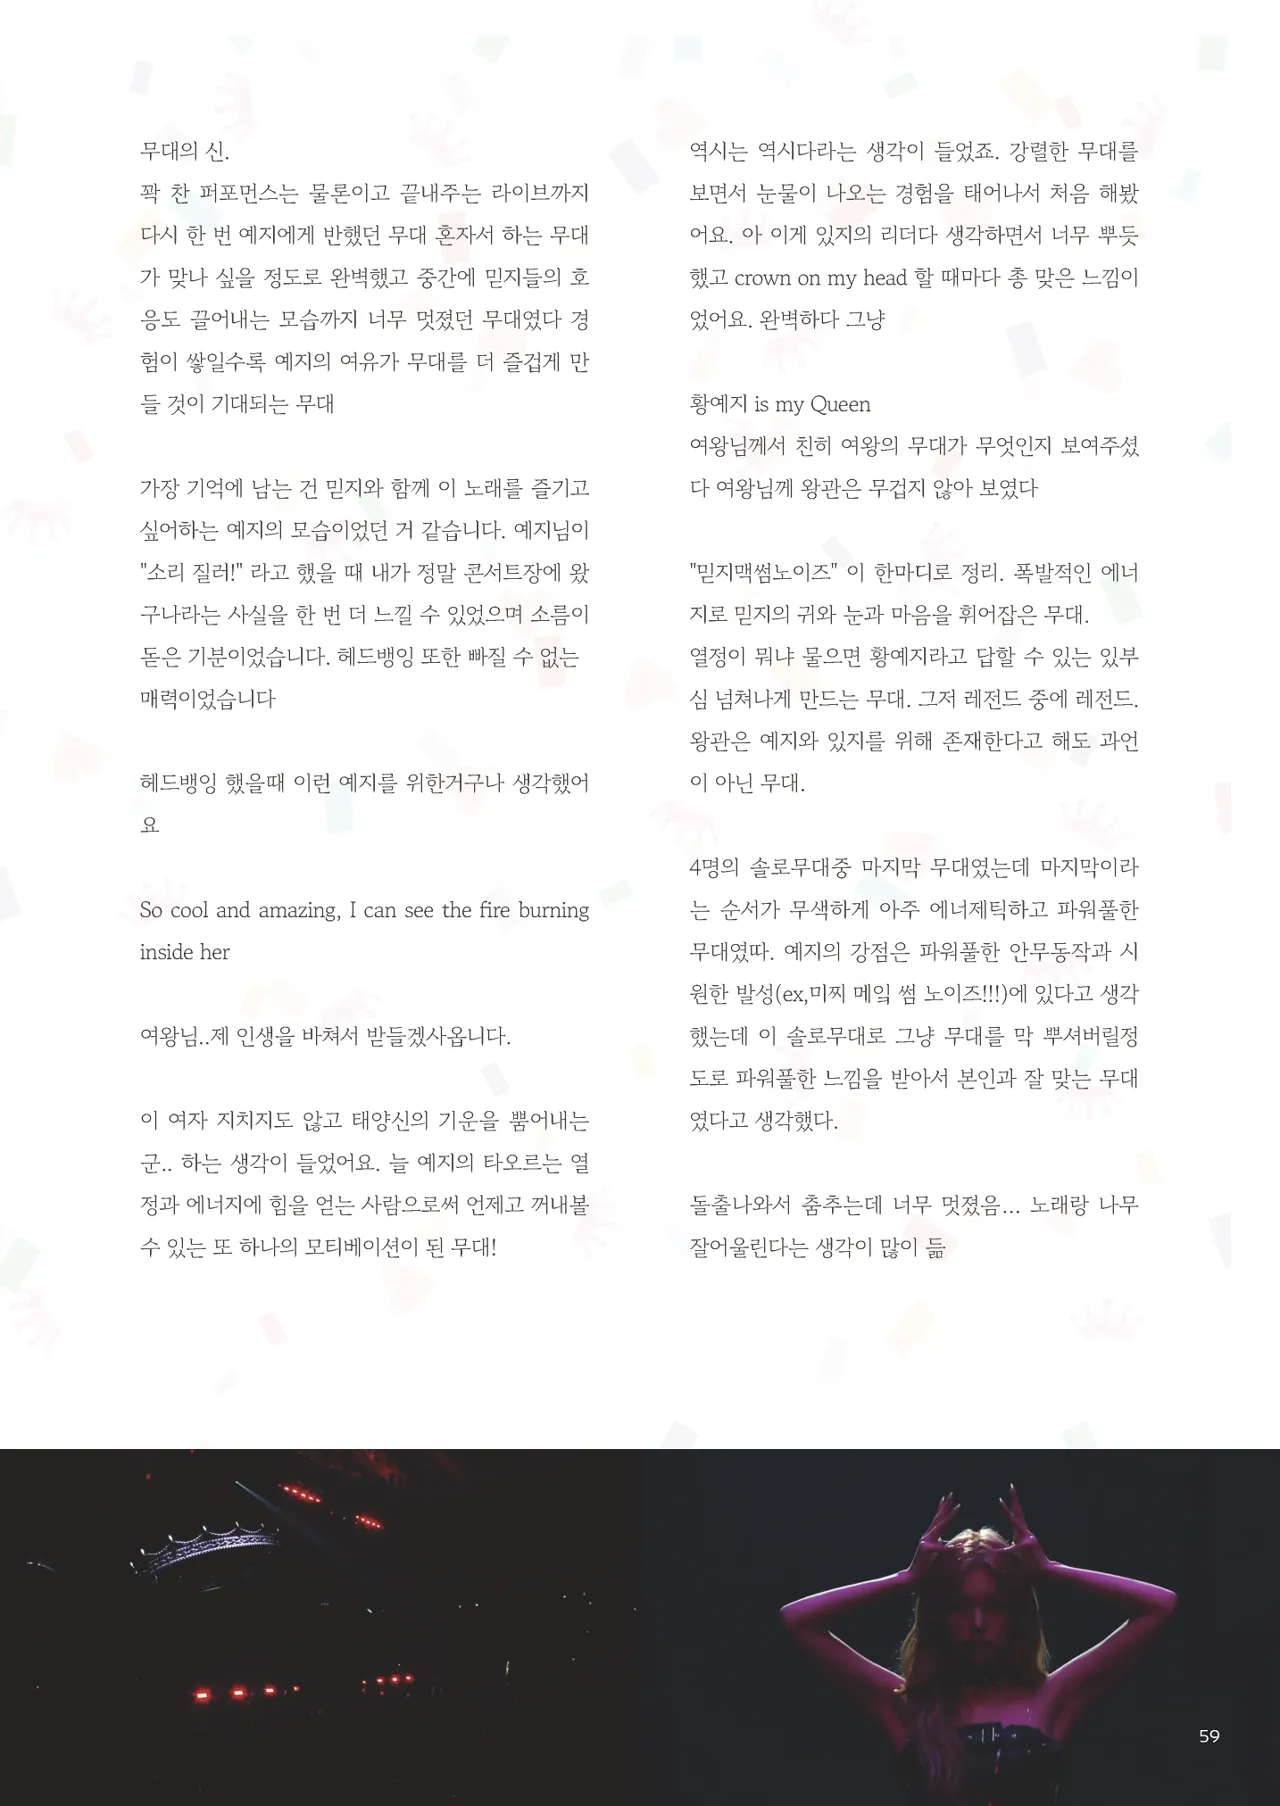 무대의 신.
꽉 찬 퍼포먼스는 물론이고 끝내주는 라이브까지
다시 한 번 예지에게 반했던 무대 혼자서 하는 무대
가 맞나 싶을 정도로 완벽했고 중간에 믿지들의 호
응도 끌어내는 모습까지 너무 멋졌던 무대였다 경
험이 쌓일수록 예지의 여유가 무대를 더 즐겁게 만
들 것이 기대되는 무대
가장 기억에 남는 건 믿지와 함께 이 노래를 즐기고
싶어하는 예지의 모습이었던 거 같습니다. 예지님이
"소리 질러!" 라고 했을 때 내가 정말 콘서트장에 왔
구나라는 사실을 한 번 더 느낄 수 있었으며 소름이
돋은 기분이었습니다. 헤드뱅잉 또한 빠질 수 없는
매력이었습니다
헤드뱅잉 했을때 이런 예지를 위한거구나 생각했어
요
So cool and amazing, I can see the fire burning
inside her
여왕님..제 인생을 바쳐서 받들겠사옵니다.
이 여자 지치지도 않고 태양신의 기운을 뿜어내는
군.. 하는 생각이 들었어요. 늘 예지의 타오르는 열
정과 에너지에 힘을 얻는 사람으로써 언제고 꺼내볼
수 있는 또 하나의 모티베이션이 된 무대!
역시는 역시다라는 생각이 들었죠. 강렬한 무대를
보면서 눈물이 나오는 경험을 태어나서 처음 해봤
어요. 아 이게 있지의 리더다 생각하면서 너무 뿌듯
했고 crown on my head 할 때마다 총 맞은 느낌이
었어요. 완벽하다 그냥
황예지 is my Queen
여왕님께서 친히 여왕의 무대가 무엇인지 보여주셨
다 여왕님께 왕관은 무겁지 않아 보였다
"믿지맥썸노이즈" 이 한마디로 정리. 폭발적인 에너
지로 믿지의 귀와 눈과 마음을 휘어잡은 무대.
열정이 뭐냐 물으면 황예지라고 답할 수 있는 있부
심 넘쳐나게 만드는 무대. 그저 레전드 중에 레전드.
왕관은 예지와 있지를 위해 존재한다고 해도 과언
이 아닌 무대.
4명의 솔로무대중 마지막 무대였는데 마지막이라
는 순서가 무색하게 아주 에너제틱하고 파워풀한
무대였따. 예지의 강점은 파워풀한 안무동작과 시
원한 발성(ex,미찌 메잌 썸 노이즈!!!)에 있다고 생각
했는데 이 솔로무대로 그냥 무대를 막 뿌셔버릴정
도로 파워풀한 느낌을 받아서 본인과 잘 맞는 무대
였다고 생각했다.
돌출나와서 춤추는데 너무 멋졌음... 노래랑 나무
잘어울린다는 생각이 많이 듦
59